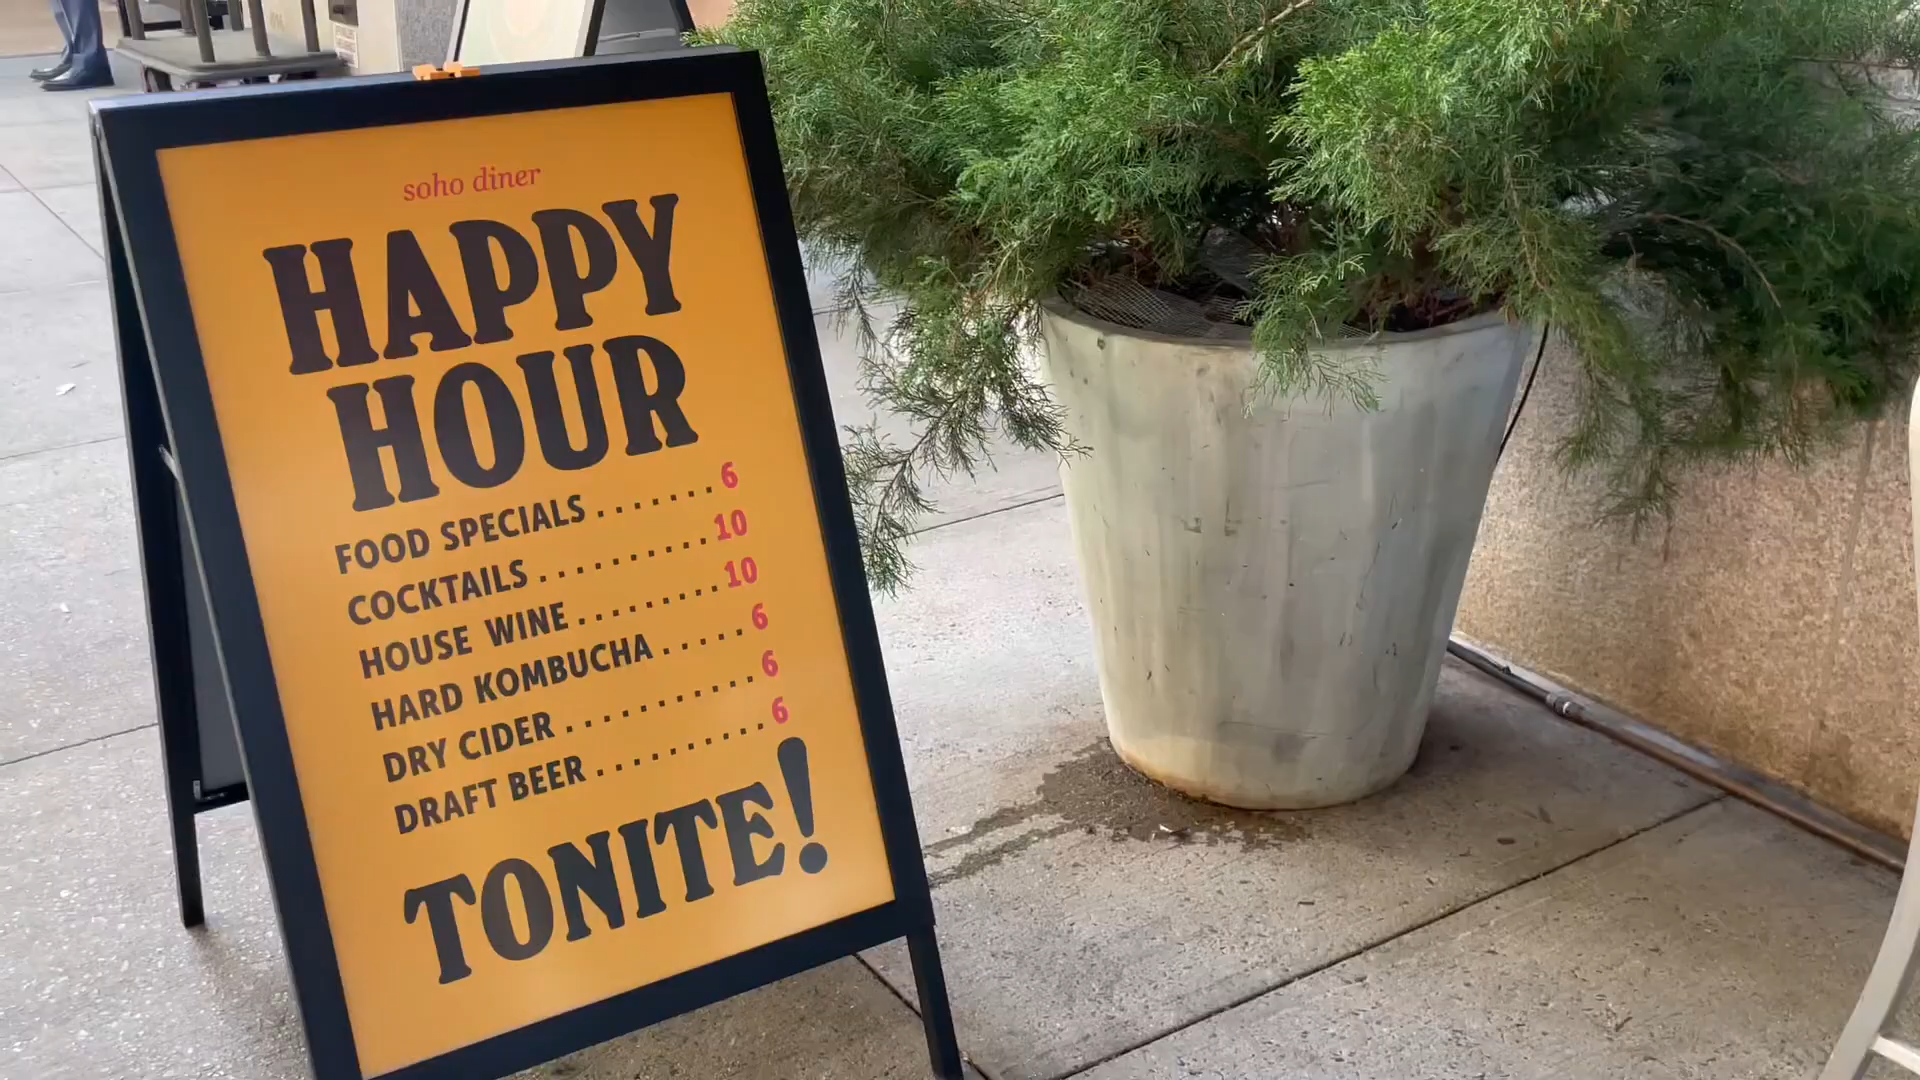 soho diner
HAPPY
HOUR
FOOD SPECIALS.......6
COCKTAILS..........10
HOUSE WINE.........10
HARD KOMBUCHA.....6
DRY CIDER...........6
DRAFT BEER..........6
TONITE!